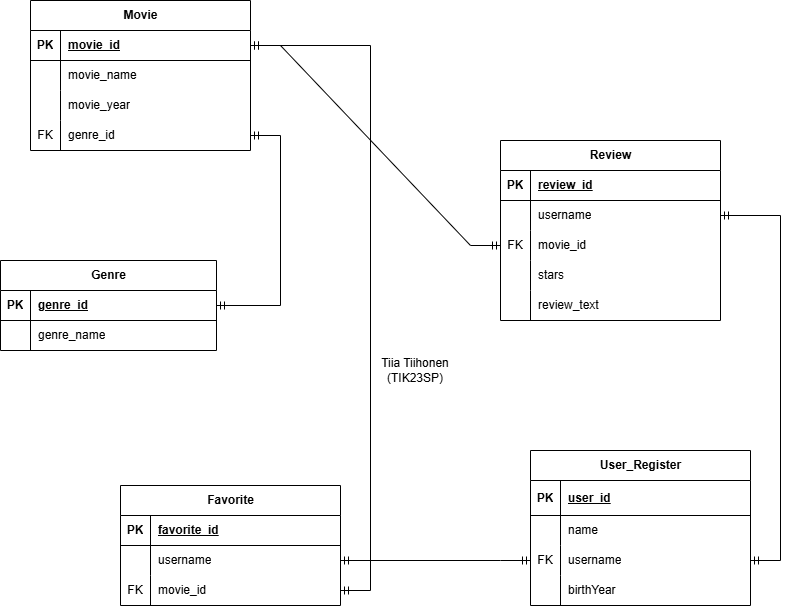 Movie
PK movie_id
movie_name
movie_year
FK genre_id
Review
PK review_id
username
FK movie_id
stars
review_text
Genre
PK genre_id
genre_name
Tiia Tiihonen
(TIK23SP)
User_Register
PK user_id
name
FK username
birthYear
Favorite
PK favorite_id
username
FK movie_id